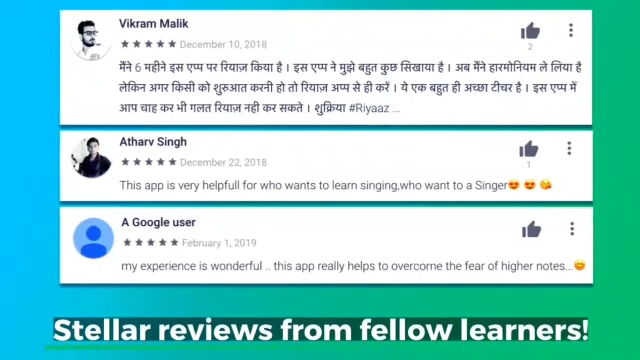 Vikram Malik
★★★★★ December 10, 2018
2
मैंने 6 महीने इस एप्प पर रियाज़ किया है । इस एप्प ने मुझे बहुत कुछ सिखाया है । अब मैंने हारमोनियम ले लिया है
लेकिन अगर किसी को शुरुआत करनी हो तो रियाज़ अप्प से ही करें । ये एक बहुत ही अच्छा टीचर है । इस एप्प में
आप चाह कर भी गलत रियाज़ नही कर सकते । शुक्रिया #Riyaaz ...
Atharv Singh
★★★★★ December 22, 2018
1
This app is very helpfull for who wants to learn singing,who want to a Singer😍 😍 😘
A Google user
★★★★★ February 1, 2019
my experience is wonderful .. this app really helps to overcome the fear of higher notes...😊
Stellar reviews from fellow learners!